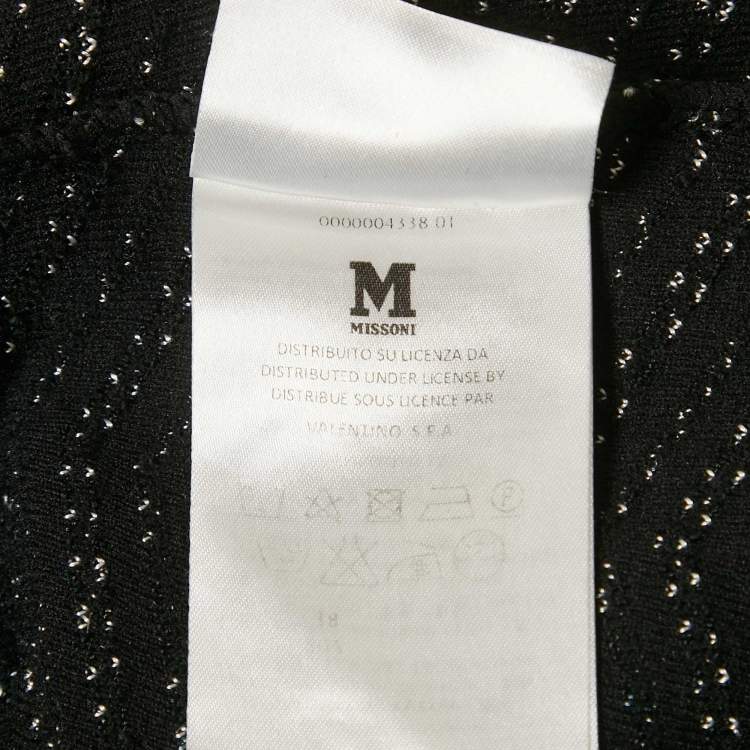 0000004338 01
M
MISSONI
DISTRIBUITO SU LICENZA DA
DISTRIBUTED UNDER LICENSE BY
DISTRIBUE SOUS LICENCE PAR
VALENTINO S.P.A.